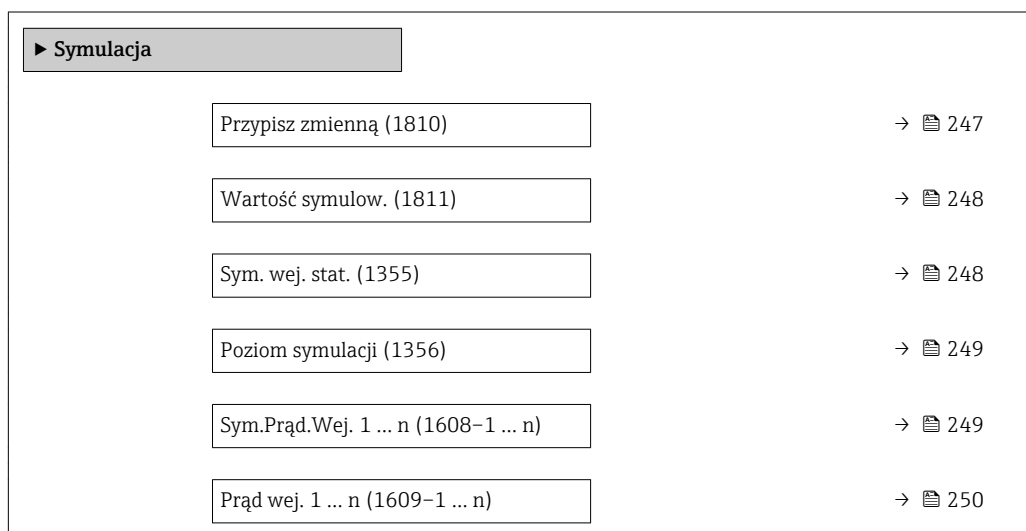 ▶ Symulacja
Przypisz zmienną (1810) → 247
Wartość symulow. (1811) → 248
Sym. wej. stat. (1355) → 248
Poziom symulacji (1356) → 249
Sym.Prąd.Wej. 1 … n (1608–1 … n) → 249
Prąd wej. 1 … n (1609–1 … n) → 250